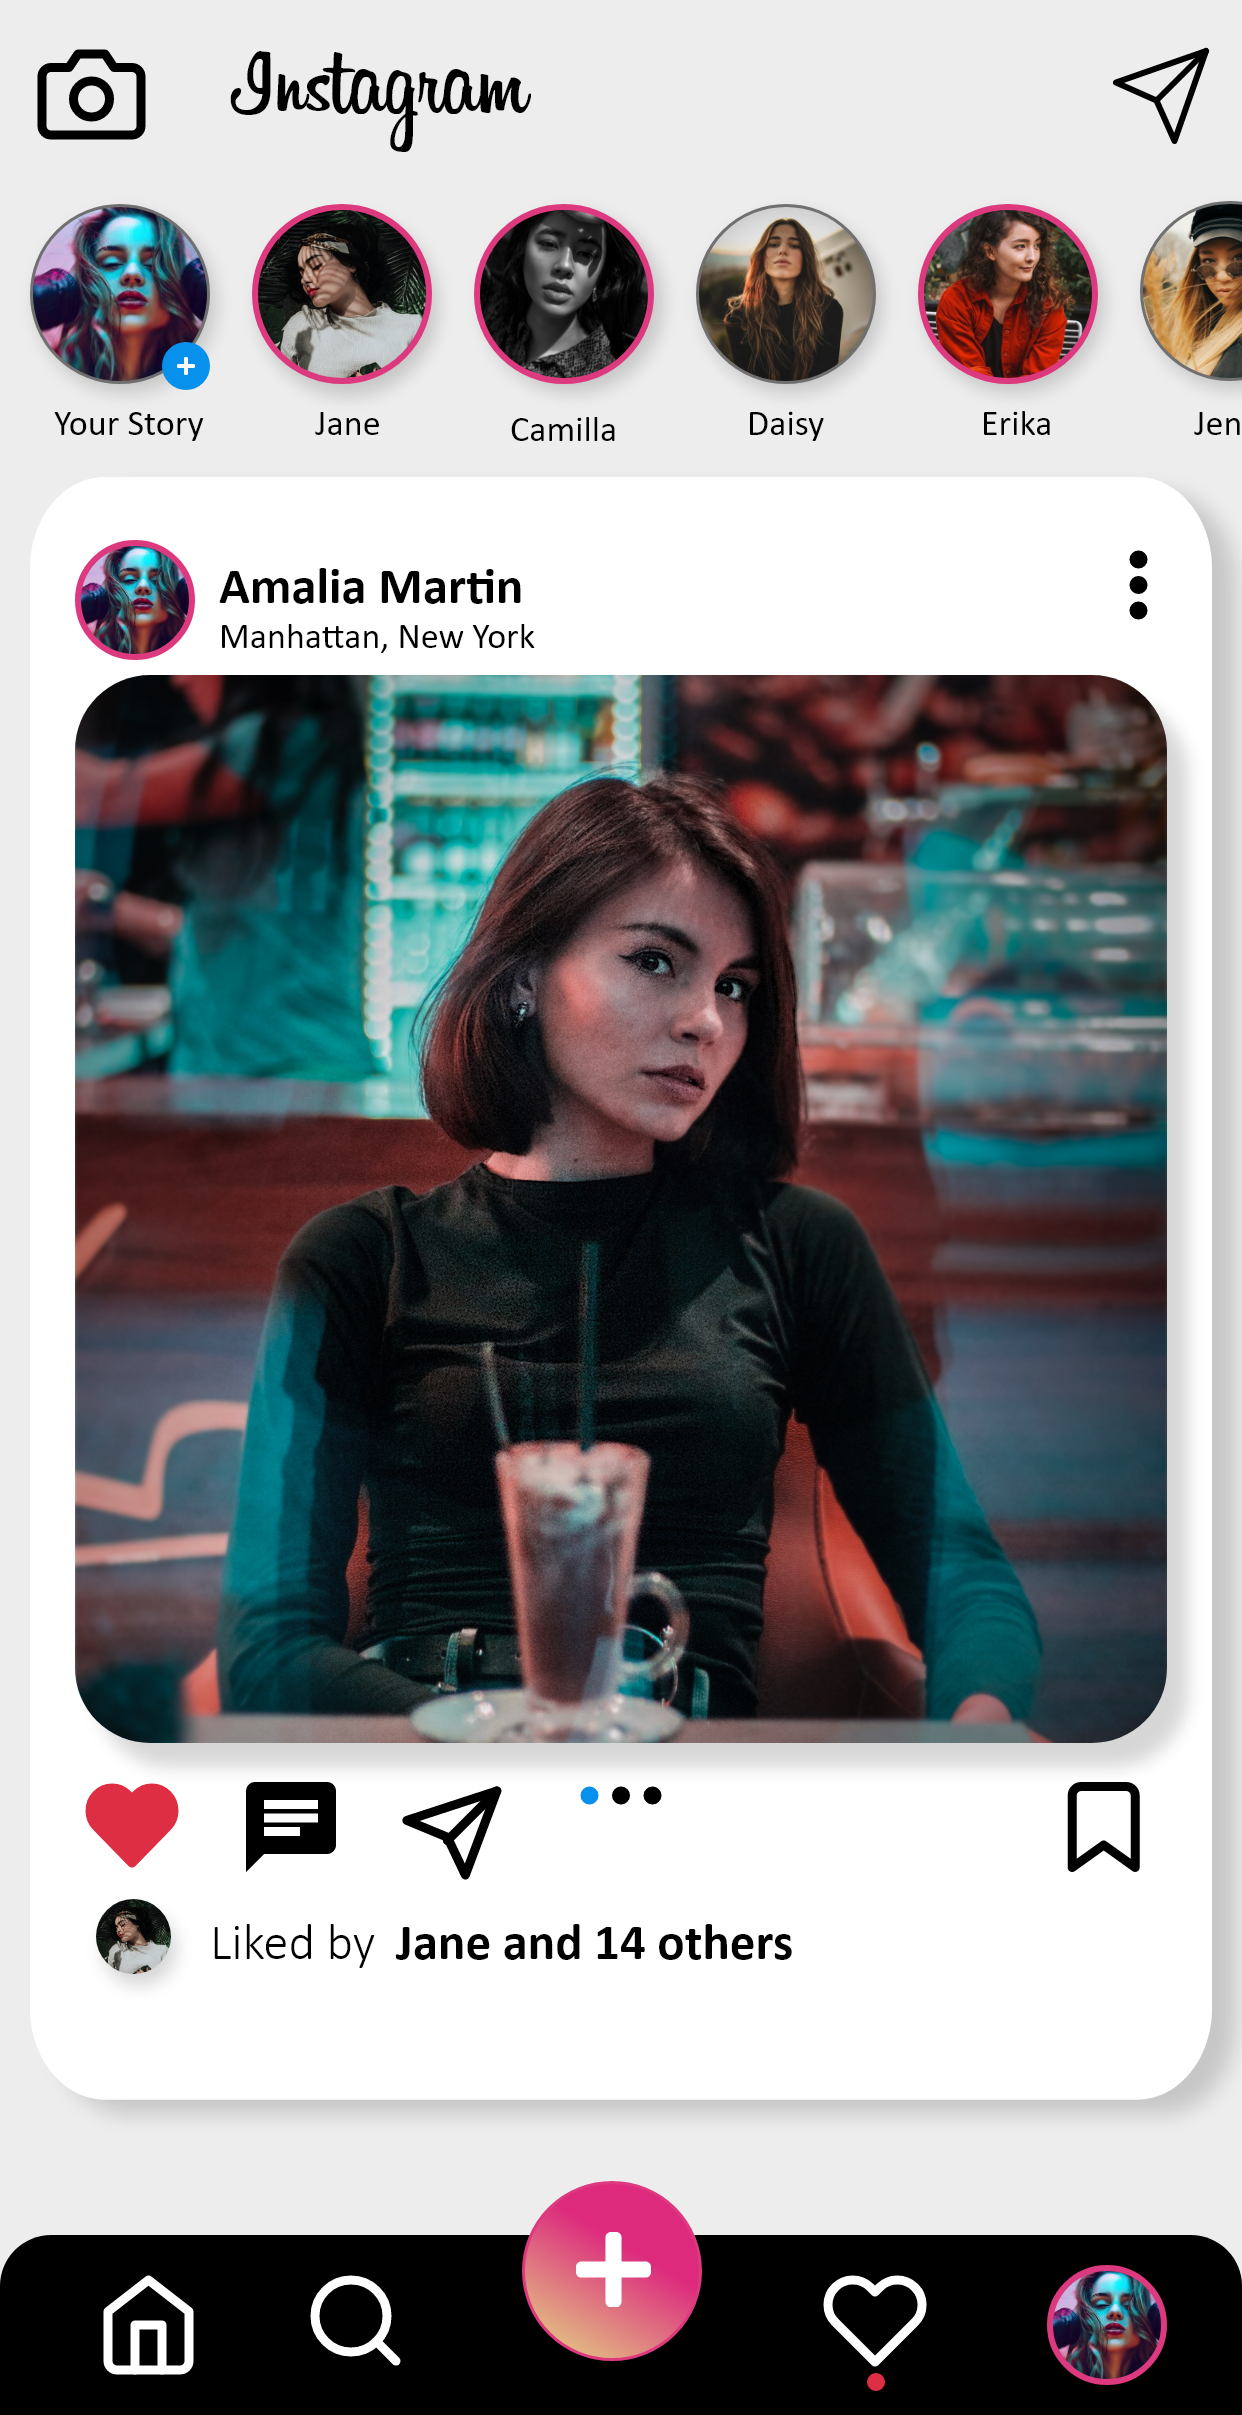 Instagram
Your Story
Jane
Camilla
Daisy
Erika
Jen
Amalia Martin
Manhattan, New York
Liked by Jane and 14 others